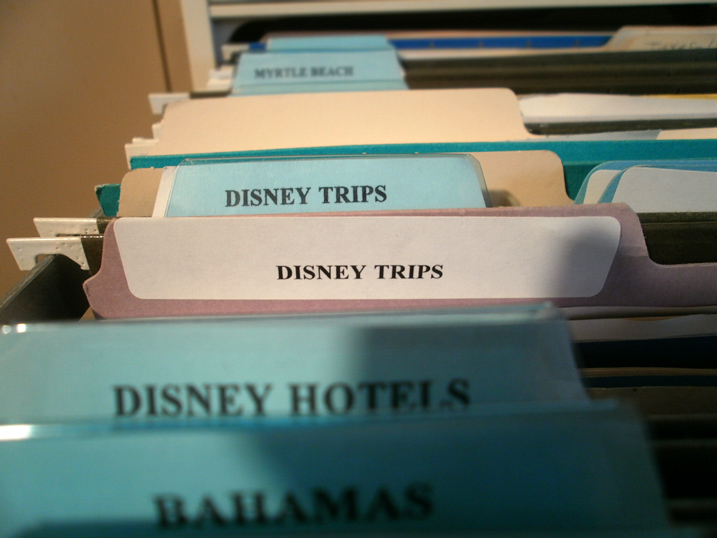 MYRTLE BEACH
DISNEY TRIPS
DISNEY TRIPS
DISNEY HOTELS
BAHAMAS